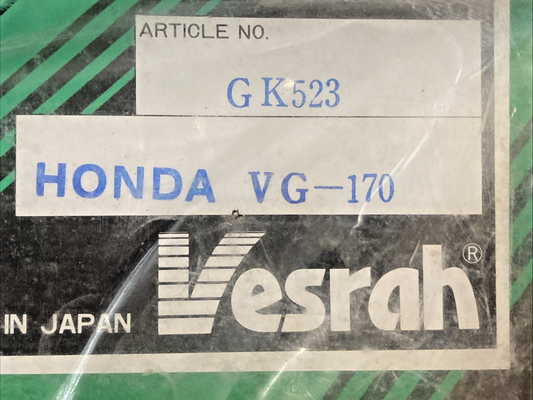 ARTICLE NO.
GK523
HONDA VG-170
Vesrah®
IN JAPAN